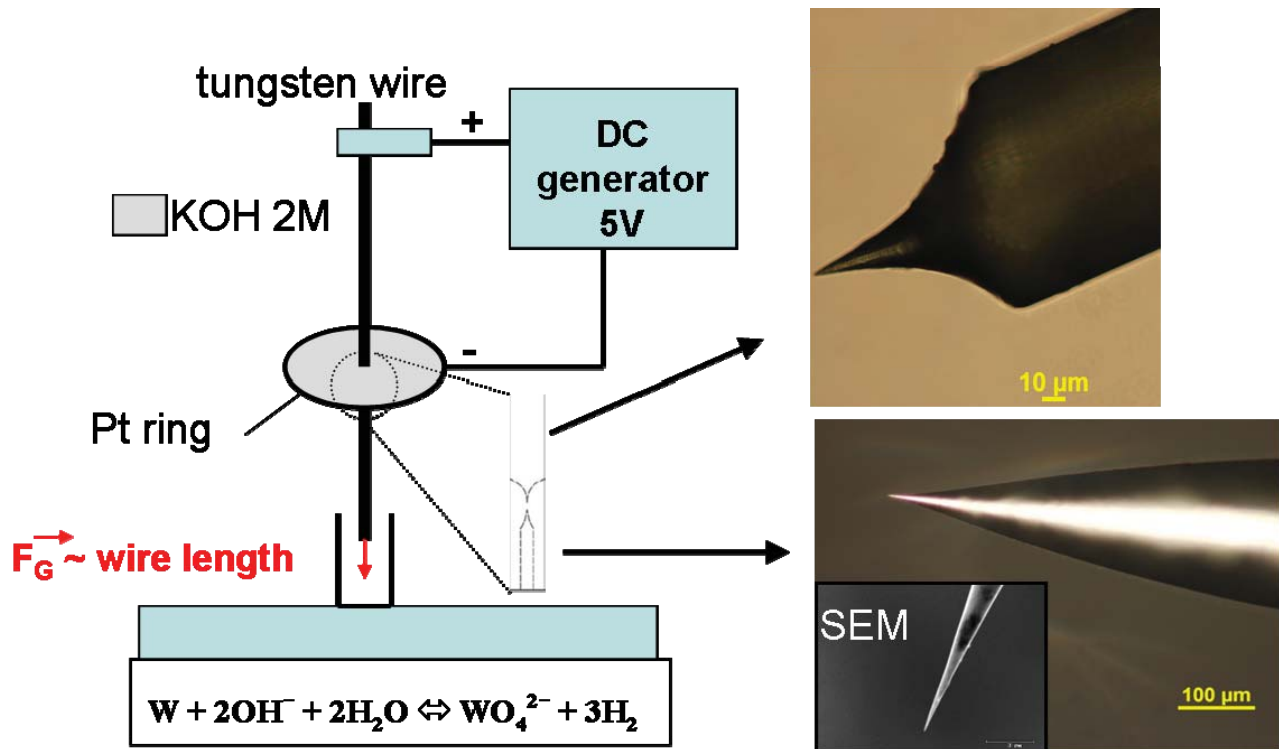 tungsten wire
+
DC
generator
5V
KOH 2M
-
Pt ring
F_G ~ wire length
W + 2OH⁻ + 2H₂O ⇔ WO₄²⁻ + 3H₂
10 µm
SEM
100 µm